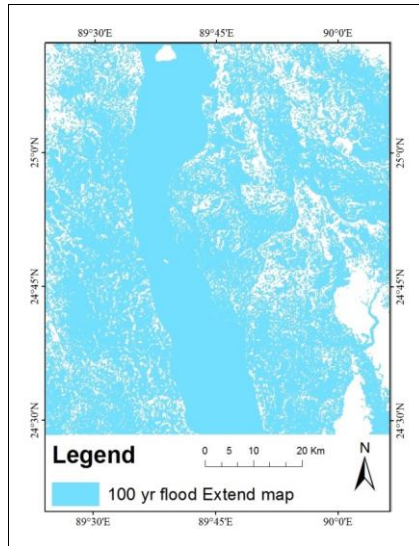 89°30'E 89°45'E 90°0'E
25°0'N 25°0'N
24°45'N 24°45'N
24°30'N 24°30'N
Legend
0 5 10 20 Km
N
100 yr flood Extend map
89°30'E 89°45'E 90°0'E